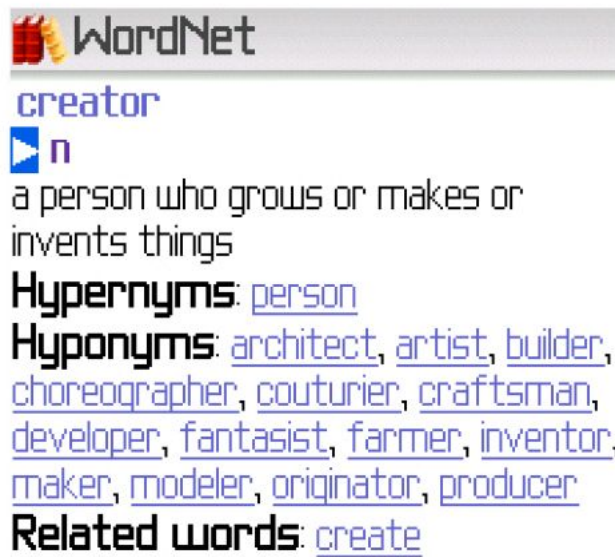 WordNet
creator
n
a person who grows or makes or
invents things
Hypernyms: person
Hyponyms: architect, artist, builder,
choreographer, couturier, craftsman,
developer, fantasist, farmer, inventor,
maker, modeler, originator, producer
Related words: create